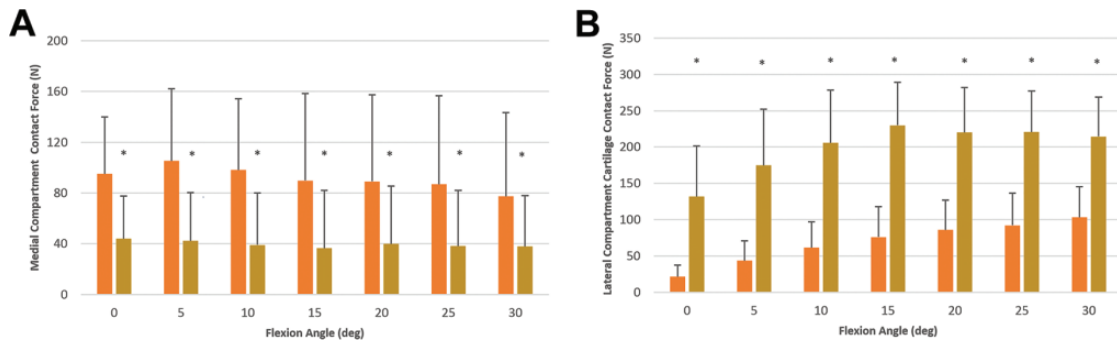 A
Medial Compartment Contact Force (N)
200
160
120
80
40
0
* * * * * * *
0 5 10 15 20 25 30
Flexion Angle (deg)
B
Lateral Compartment Cartilage Contact Force (N)
350
300
250
200
150
100
50
0
* * * * * * *
0 5 10 15 20 25 30
Flexion Angle (deg)